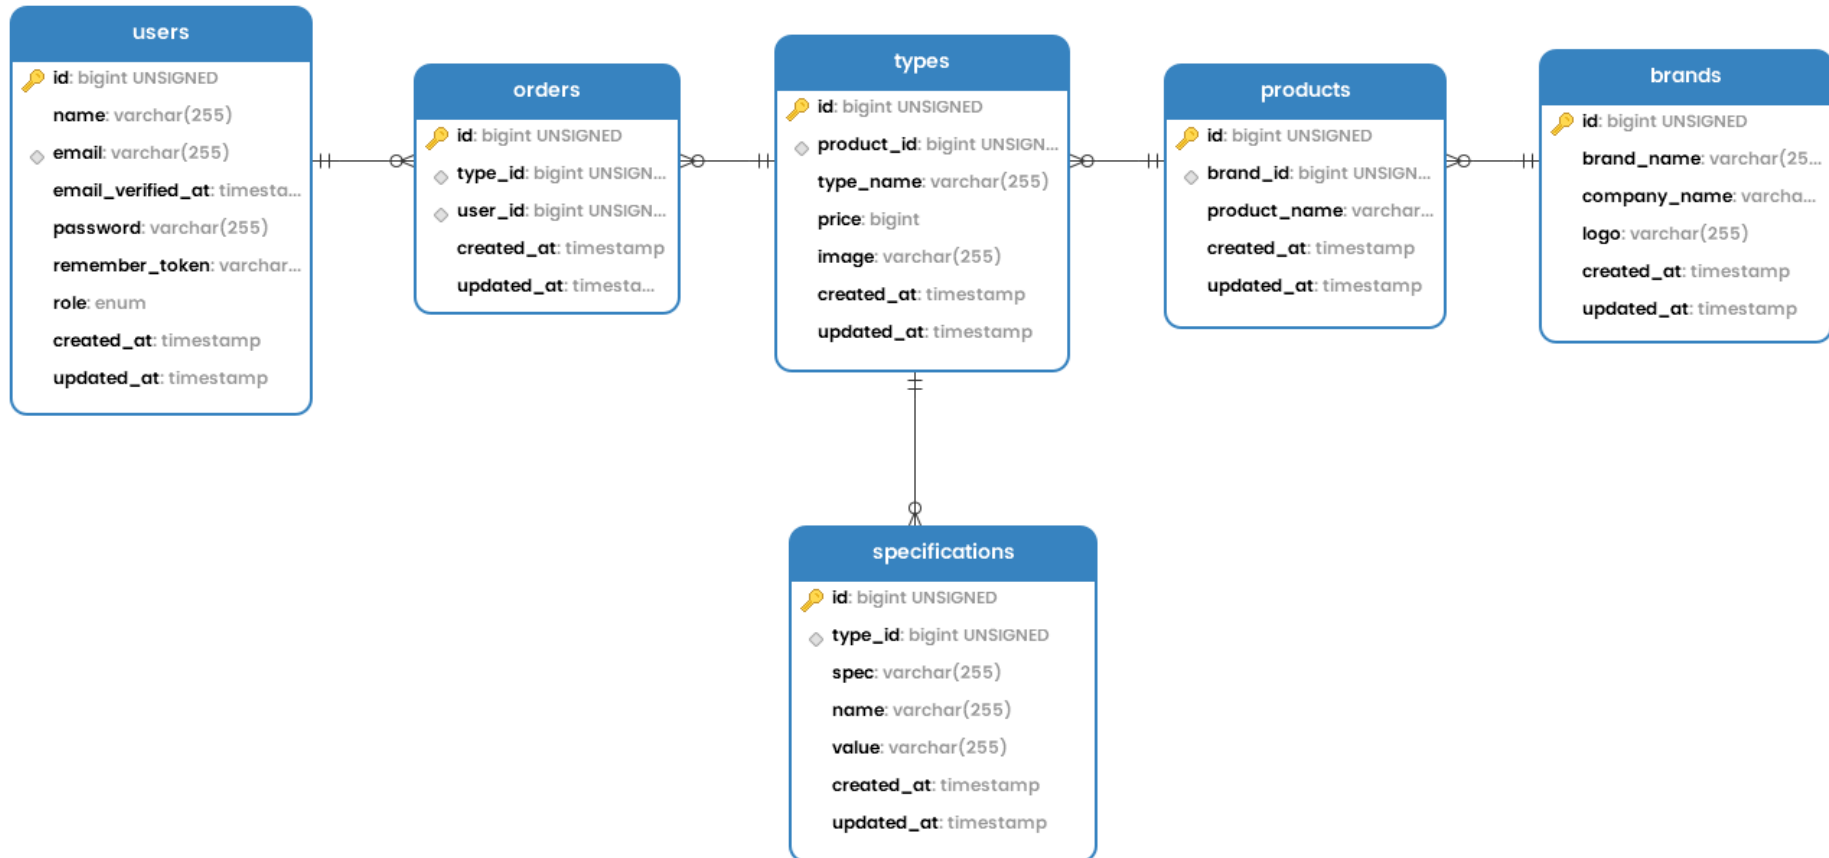 users
id: bigint UNSIGNED
name: varchar(255)
email: varchar(255)
email_verified_at: timesta...
password: varchar(255)
remember_token: varchar...
role: enum
created_at: timestamp
updated_at: timestamp
orders
id: bigint UNSIGNED
type_id: bigint UNSIGN...
user_id: bigint UNSIGN...
created_at: timestamp
updated_at: timesta...
types
id: bigint UNSIGNED
product_id: bigint UNSIGN...
type_name: varchar(255)
price: bigint
image: varchar(255)
created_at: timestamp
updated_at: timestamp
products
id: bigint UNSIGNED
brand_id: bigint UNSIGN...
product_name: varchar...
created_at: timestamp
updated_at: timestamp
brands
id: bigint UNSIGNED
brand_name: varchar(25...
company_name: varcha...
logo: varchar(255)
created_at: timestamp
updated_at: timestamp
specifications
id: bigint UNSIGNED
type_id: bigint UNSIGNED
spec: varchar(255)
name: varchar(255)
value: varchar(255)
created_at: timestamp
updated_at: timestamp